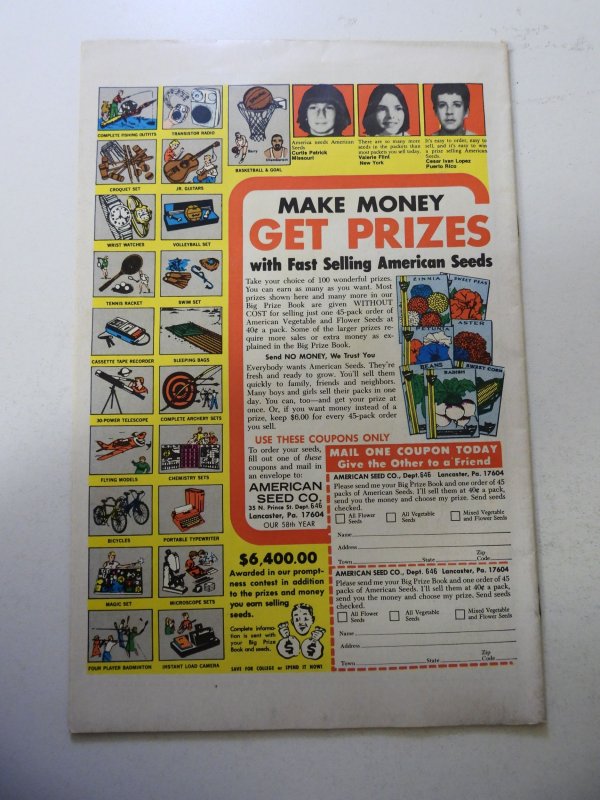 COMPLETE FISHING OUTFITS
TRANSISTOR RADIO
CROQUET SET
JR. GUITARS
WRIST WATCHES
VOLLEYBALL SET
TENNIS RACKET
SWIM SET
CASSETTE TAPE RECORDER
SLEEPING BAGS
30-POWER TELESCOPE
COMPLETE ARCHERY SETS
FLYING MODELS
CHEMISTRY SETS
BICYCLES
PORTABLE TYPEWRITER
MAGIC SET
MICROSCOPE SETS
FOUR PLAYER BADMINTON
INSTANT LOAD CAMERA
BASKETBALL & GOAL
America needs American
Seeds
Curtis Patrick
Missouri
There are so many more
seeds in the packets than
most packets you sell today.
Valerie Flint
New York
It's easy to order, easy to
sell, and it's easy to win
a prize selling American
Seeds.
Cesar Ivan Lopez
Puerto Rico
MAKE MONEY
GET PRIZES
with Fast Selling American Seeds
Take your choice of 100 wonderful prizes.
You can earn as many as you want. Most
prizes shown here and many more in our
Big Prize Book are given WITHOUT
COST for selling just one 45-pack order of
American Vegetable and Flower Seeds at
40¢ a pack. Some of the larger prizes re-
quire more sales or extra money as ex-
plained in the Big Prize Book.
Send NO MONEY, We Trust You
Everybody wants American Seeds. They're
fresh and ready to grow. You'll sell them
quickly to family, friends and neighbors.
Many boys and girls sell their packs in one
day. You can, too—and get your prize at
once. Or, if you want money instead of a
prize, keep $6.00 for every 45-pack order
you sell.
ZINNIA
SWEET PEAS
PETUNIA
ASTER
BEANS
RADISH
SWEET CORN
USE THESE COUPONS ONLY
To order your seeds,
fill out one of these
coupons and mail in
an envelope to:
AMERICAN
SEED CO.
35 N. Prince St. Dept. 646
Lancaster, Pa. 17604
OUR 58th YEAR
$6,400.00
Awarded in our prompt-
ness contest in addition
to the prizes and money
you earn selling
seeds.
Complete informa-
tion is sent with
your Big Prize
Book and seeds.
$ $
SAVE FOR COLLEGE or SPEND IT NOW!
MAIL ONE COUPON TODAY
Give the Other to a Friend
AMERICAN SEED CO., Dept. 646 Lancaster, Pa. 17604
Please send me your Big Prize Book and one order of 45
packs of American Seeds. I'll sell them at 40¢ a pack,
send you the money and choose my prize. Send seeds
checked.
All Flower
Seeds
All Vegetable
Seeds
Mixed Vegetable
and Flower Seeds
Name
Address
Town State Zip Code
AMERICAN SEED CO., Dept. 646 Lancaster, Pa. 17604
Please send me your Big Prize Book and one order of 45
packs of American Seeds. I'll sell them at 40¢ a pack,
send you the money and choose my prize. Send seeds
checked.
All Flower
Seeds
All Vegetable
Seeds
Mixed Vegetable
and Flower Seeds
Name
Address
Town State Zip Code